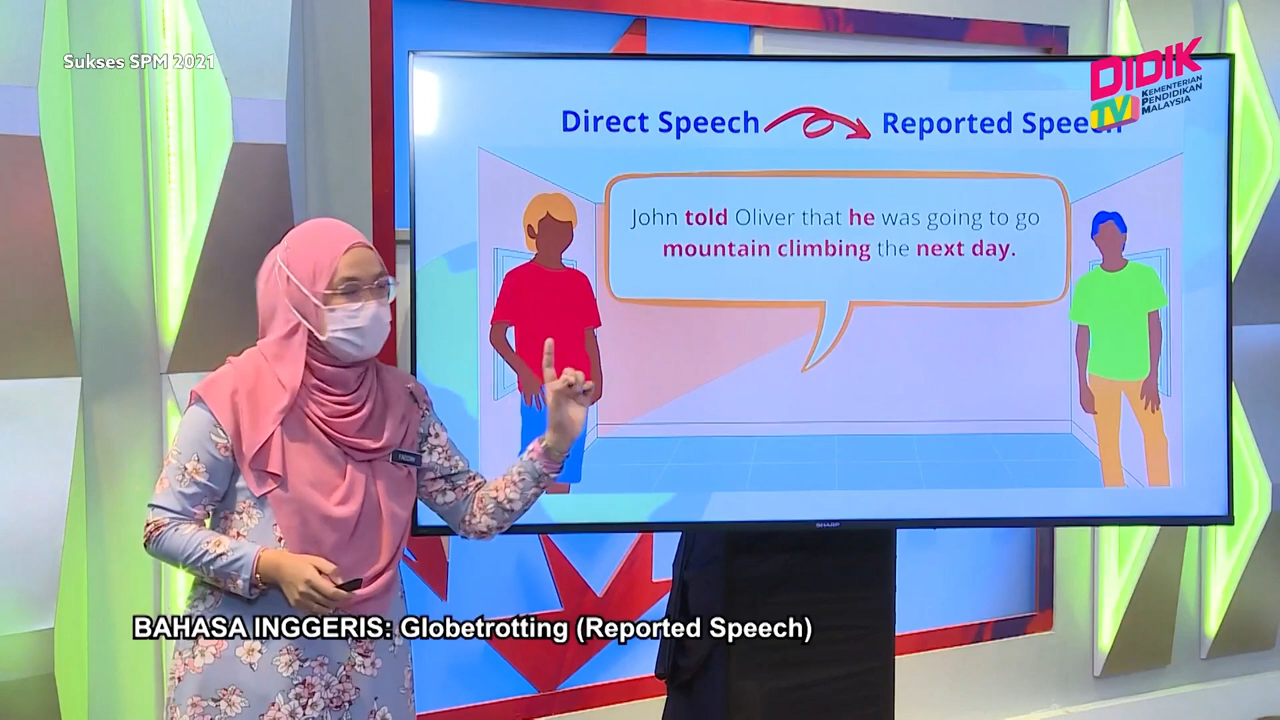 Sukses SPM 2021
DIDIK
TV
KEMENTERIAN
PENDIDIKAN
MALAYSIA
Direct Speech
Reported Speech
John told Oliver that he was going to go
mountain climbing the next day.
SHARP
BAHASA INGGERIS: Globetrotting (Reported Speech)